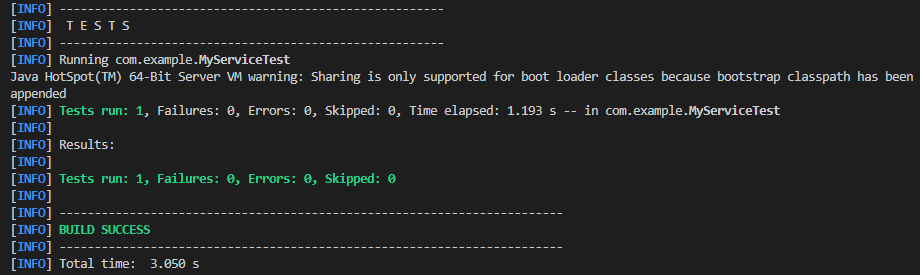 [INFO] -------------------------------------------------------
[INFO]  T E S T S
[INFO] -------------------------------------------------------
[INFO] Running com.example.MyServiceTest
Java HotSpot(TM) 64-Bit Server VM warning: Sharing is only supported for boot loader classes because bootstrap classpath has been
appended
[INFO] Tests run: 1, Failures: 0, Errors: 0, Skipped: 0, Time elapsed: 1.193 s -- in com.example.MyServiceTest
[INFO]
[INFO] Results:
[INFO]
[INFO] Tests run: 1, Failures: 0, Errors: 0, Skipped: 0
[INFO]
[INFO] ------------------------------------------------------------------------
[INFO] BUILD SUCCESS
[INFO] ------------------------------------------------------------------------
[INFO] Total time:  3.050 s